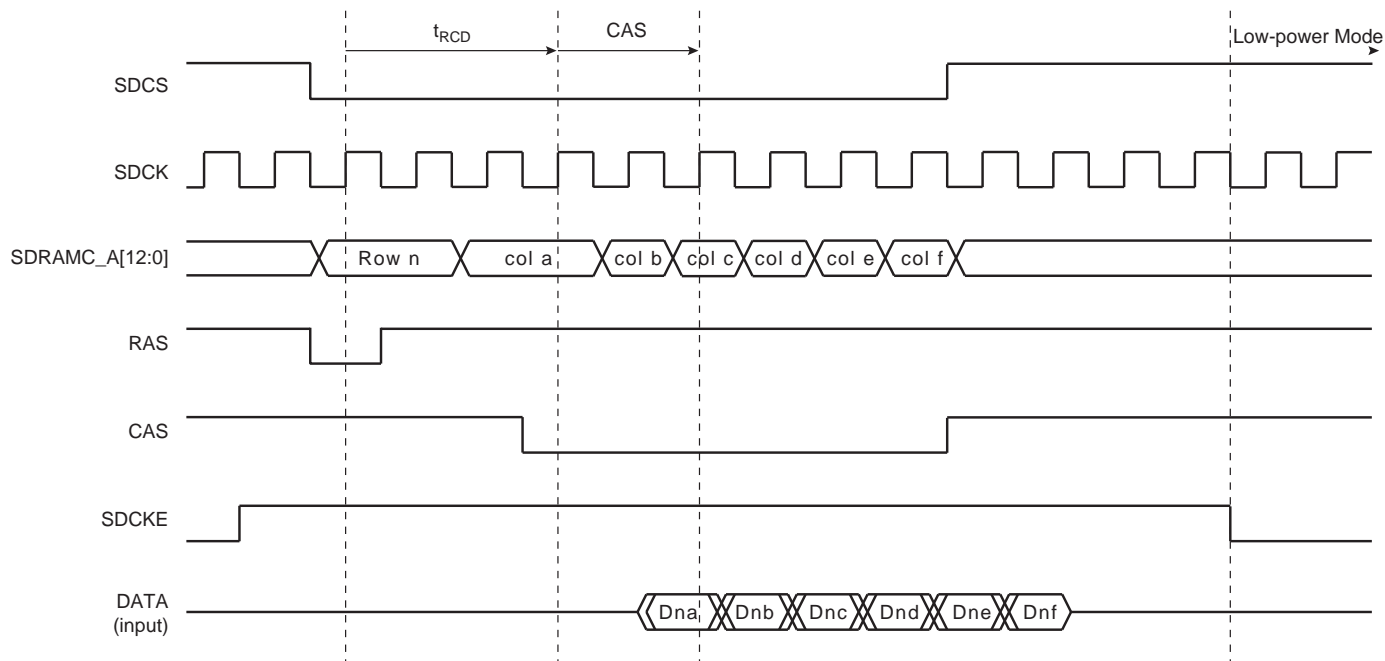 tRCD CAS Low-power Mode
SDCS
SDCK
SDRAMC_A[12:0] Row n col a col b col c col d col e col f
RAS
CAS
SDCKE
DATA
(input) Dna Dnb Dnc Dnd Dne Dnf